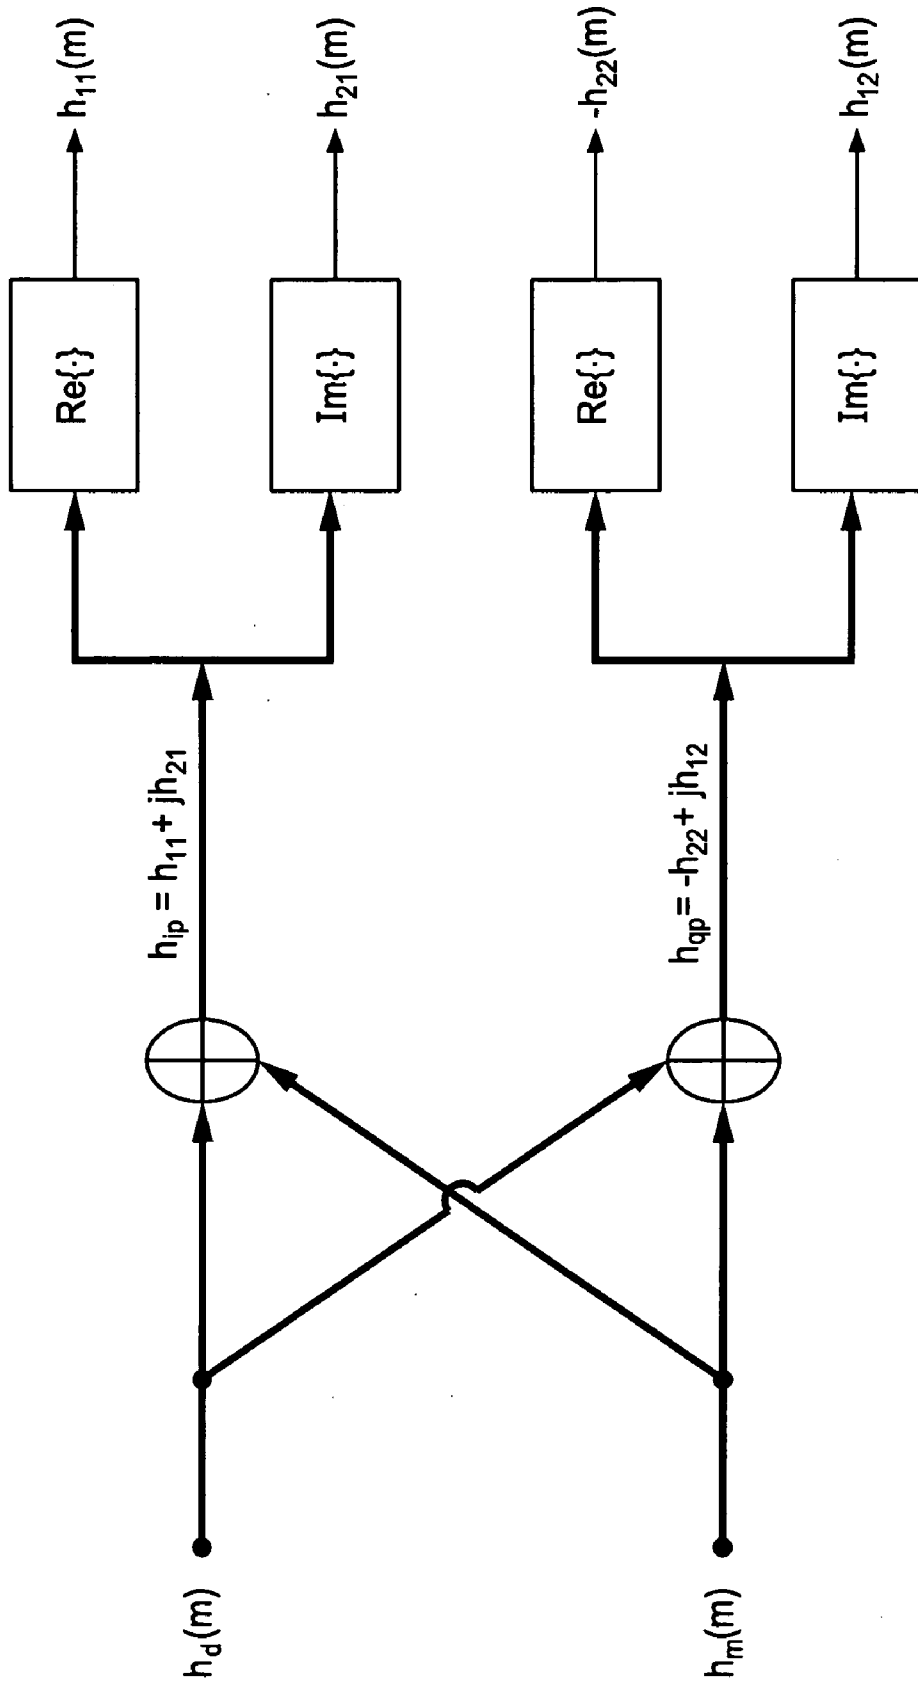 h_d(m)
h_m(m)
h_ip = h_11 + jh_21
h_qp = -h_22 + jh_12
Re{·}
Im{·}
Re{·}
Im{·}
h_11(m)
h_21(m)
-h_22(m)
h_12(m)